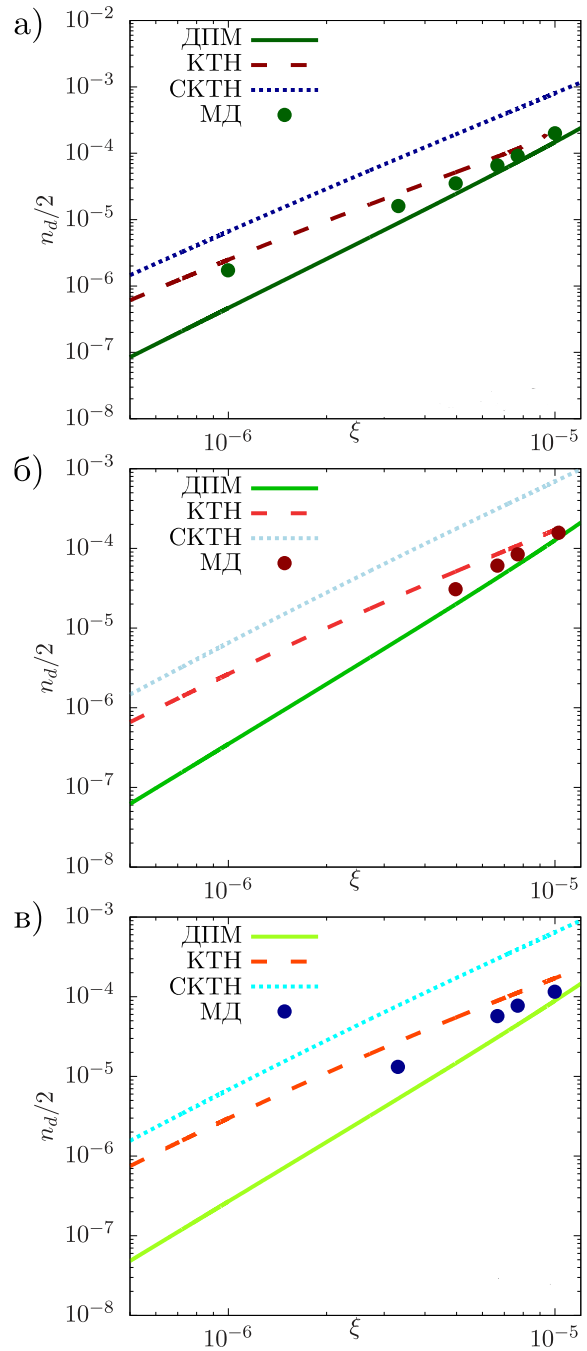 а)
10⁻²
10⁻³
10⁻⁴
10⁻⁵
10⁻⁶
10⁻⁷
10⁻⁸
n_d/2
ДПМ
КТН
СКТН
МД
10⁻⁶
ξ
10⁻⁵
б)
10⁻³
10⁻⁴
10⁻⁵
10⁻⁶
10⁻⁷
10⁻⁸
n_d/2
ДПМ
КТН
СКТН
МД
10⁻⁶
ξ
10⁻⁵
в)
10⁻³
10⁻⁴
10⁻⁵
10⁻⁶
10⁻⁷
10⁻⁸
n_d/2
ДПМ
КТН
СКТН
МД
10⁻⁶
ξ
10⁻⁵